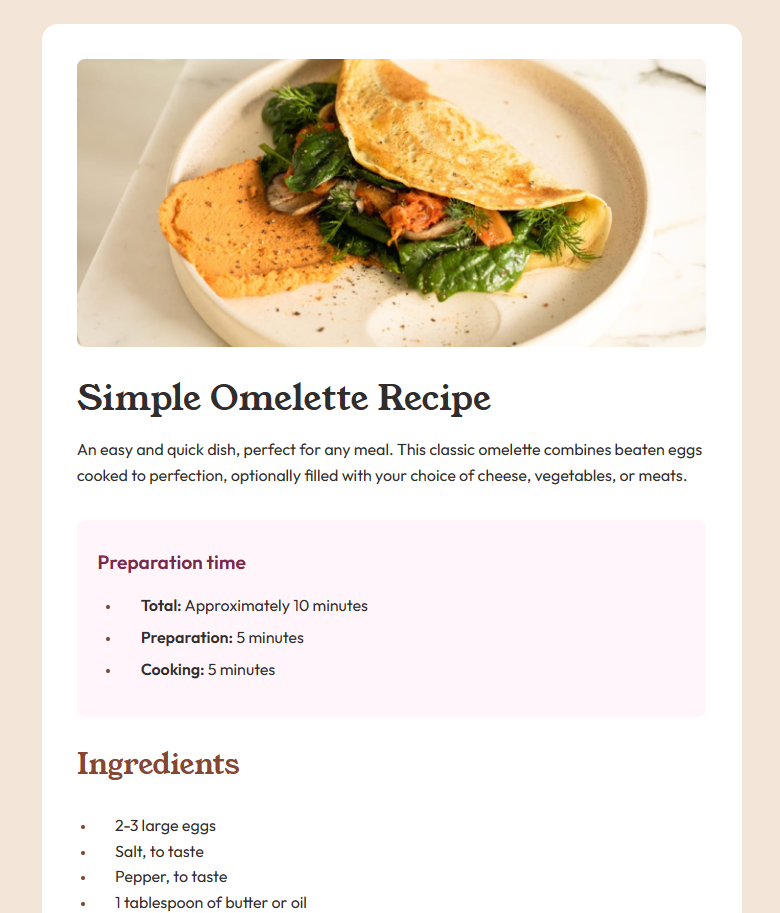 Simple Omelette Recipe
An easy and quick dish, perfect for any meal. This classic omelette combines beaten eggs
cooked to perfection, optionally filled with your choice of cheese, vegetables, or meats.
Preparation time
• Total: Approximately 10 minutes
• Preparation: 5 minutes
• Cooking: 5 minutes
Ingredients
• 2-3 large eggs
• Salt, to taste
• Pepper, to taste
• 1 tablespoon of butter or oil